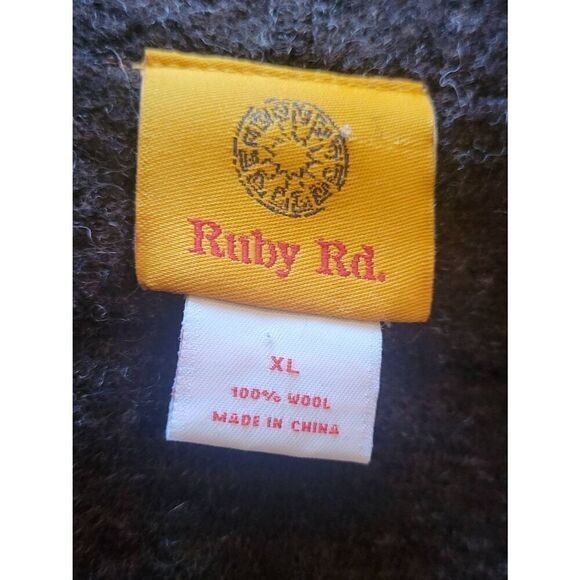 Ruby Rd.
XL
100% WOOL
MADE IN CHINA